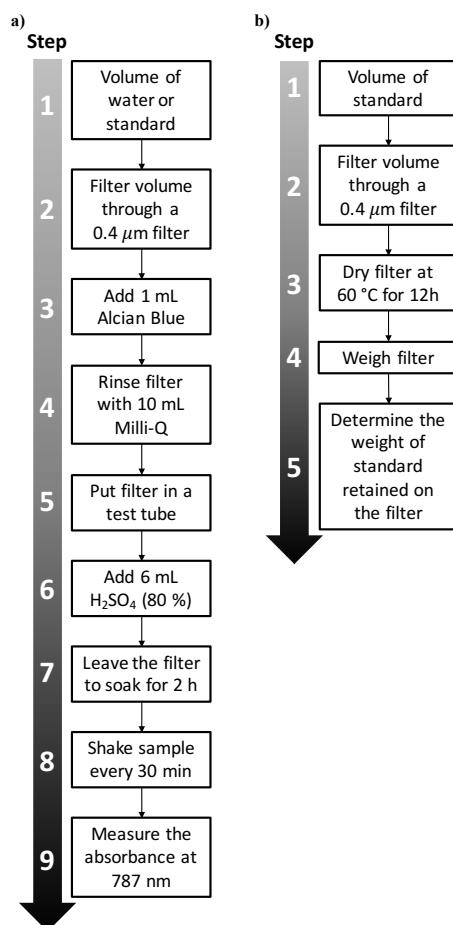 a)
Step
1
Volume of
water or
standard
2
Filter volume
through a
0.4 μm filter
3
Add 1 mL
Alcian Blue
4
Rinse filter
with 10 mL
Milli-Q
5
Put filter in a
test tube
6
Add 6 mL
H₂SO₄ (80 %)
7
Leave the filter
to soak for 2 h
8
Shake sample
every 30 min
9
Measure the
absorbance at
787 nm
b)
Step
1
Volume of
standard
2
Filter volume
through a
0.4 μm filter
3
Dry filter at
60 °C for 12h
4
Weigh filter
5
Determine the
weight of
standard
retained on
the filter